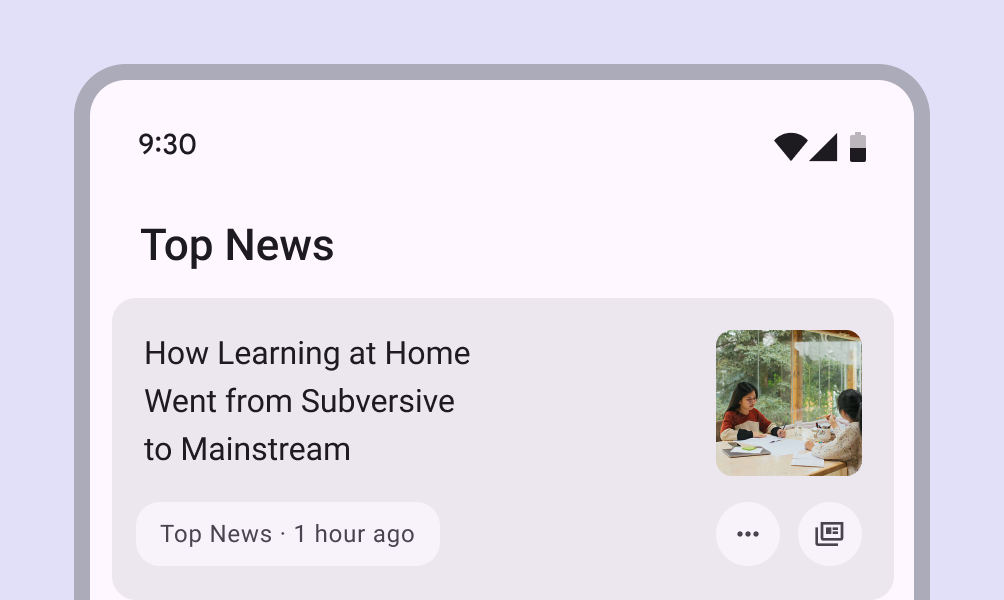 9:30
Top News
How Learning at Home
Went from Subversive
to Mainstream
Top News · 1 hour ago